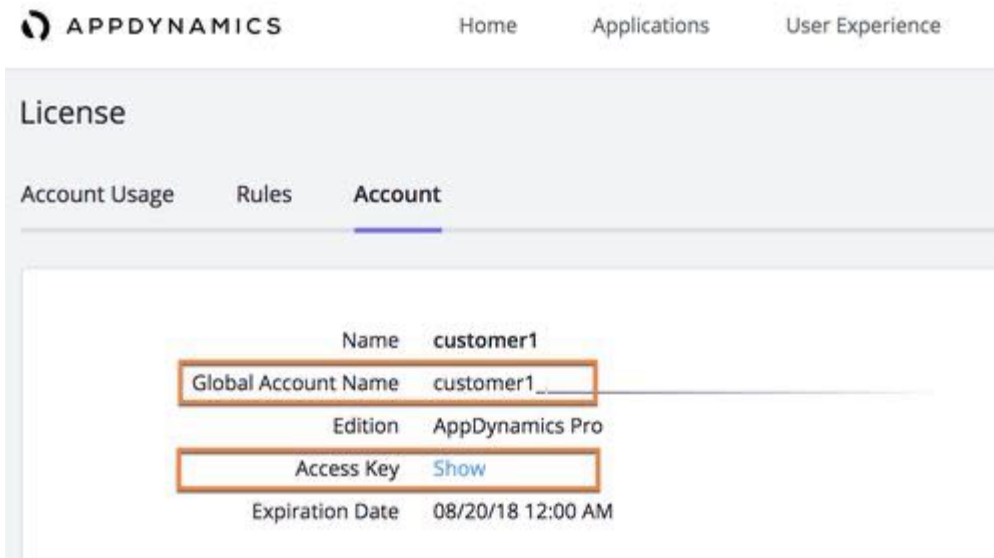 APPDYNAMICS Home Applications User Experience
License
Account Usage Rules Account
Name customer1
Global Account Name customer1_
Edition AppDynamics Pro
Access Key Show
Expiration Date 08/20/18 12:00 AM